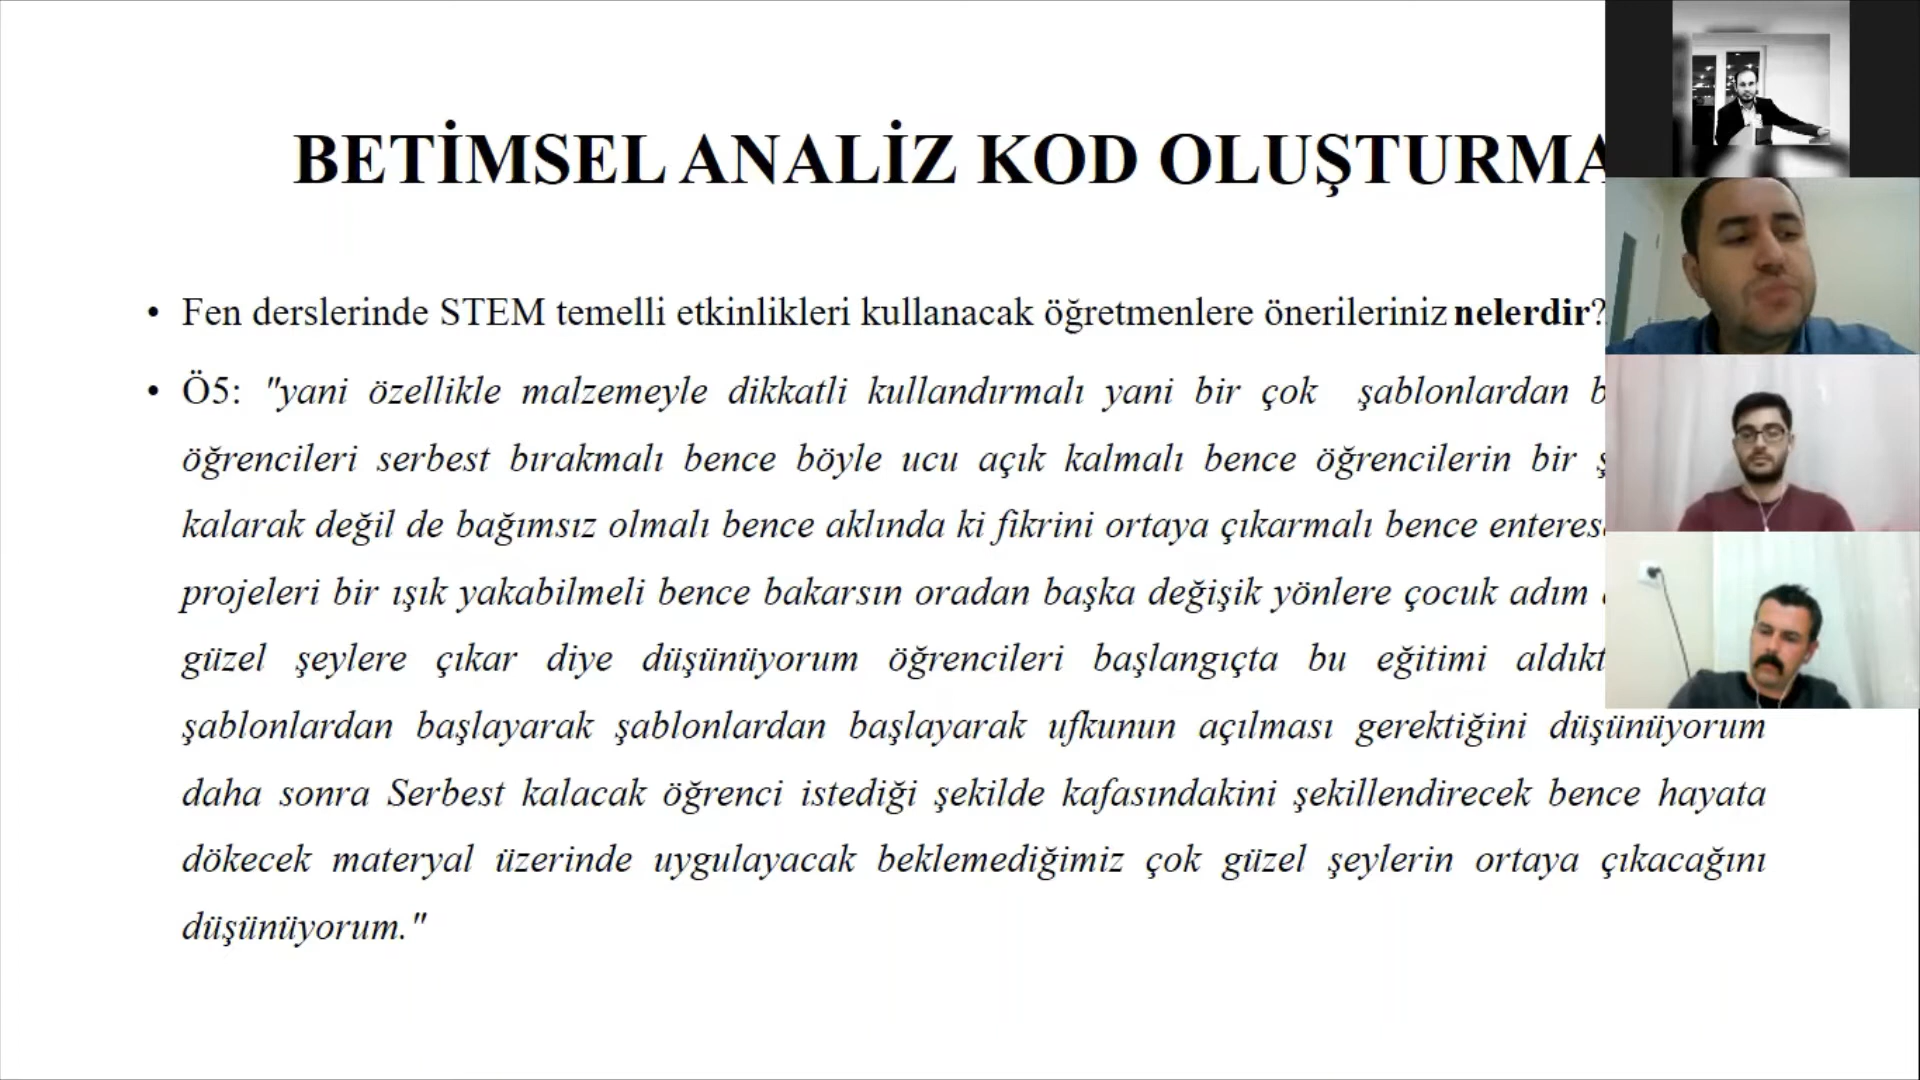 BETİMSEL ANALİZ KOD OLUŞTURMA
• Fen derslerinde STEM temelli etkinlikleri kullanacak öğretmenlere önerileriniz nelerdir?
• Ö5: "yani özellikle malzemeyle dikkatli kullandırmalı yani bir çok şablonlardan
öğrencileri serbest bırakmalı bence böyle ucu açık kalmalı bence öğrencilerin bir
kalarak değil de bağımsız olmalı bence aklında ki fikrini ortaya çıkarmalı bence
projeleri bir ışık yakabilmeli bence bakarsın oradan başka değişik yönlere çocuk adım
güzel şeylere çıkar diye düşünüyorum öğrencileri başlangıçta bu eğitimi
şablonlardan başlayarak şablonlardan başlayarak ufkunun açılması gerektiğini düşünüyorum
daha sonra Serbest kalacak öğrenci istediği şekilde kafasındakini şekillendirecek bence hayata
dökecek materyal üzerinde uygulayacak beklemediğimiz çok güzel şeylerin ortaya çıkacağını
düşünüyorum."